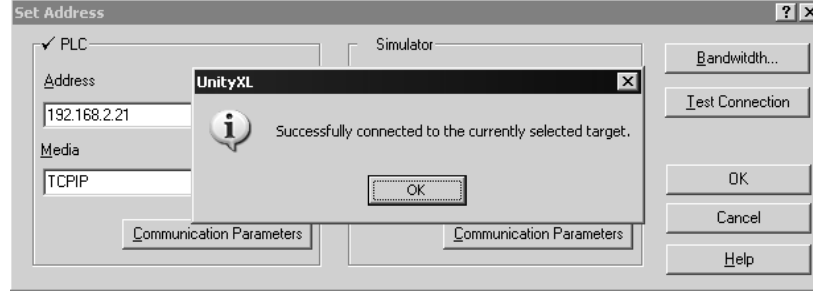 Set Address
PLC
Simulator
Bandwitdth...
Address
UnityXL
192.168.2.21
Test Connection
Successfully connected to the currently selected target.
Media
TCPIP
OK
OK
Communication Parameters
Communication Parameters
Cancel
Help